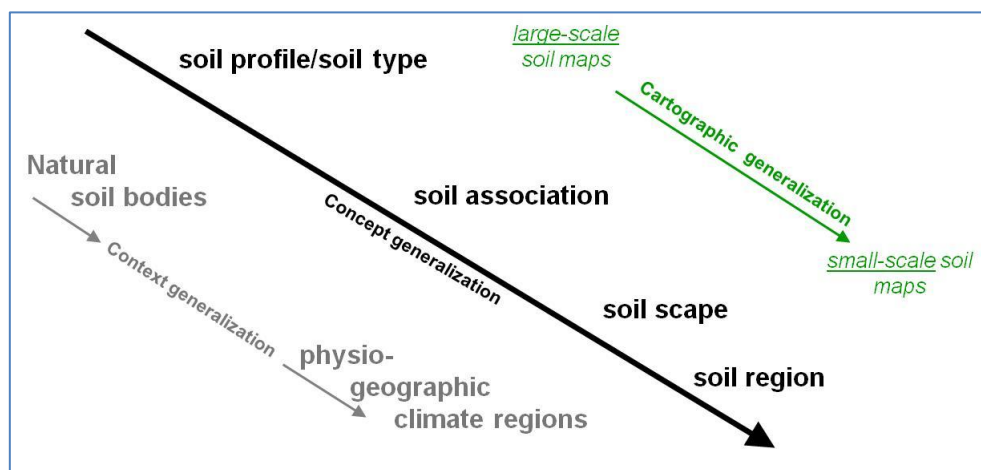 large-scale
soil maps
soil profile/soil type
Cartographic generalization
Natural
soil bodies
soil association
Concept generalization
Context generalization
small-scale soil
maps
soil scape
physio-
geographic
climate regions
soil region